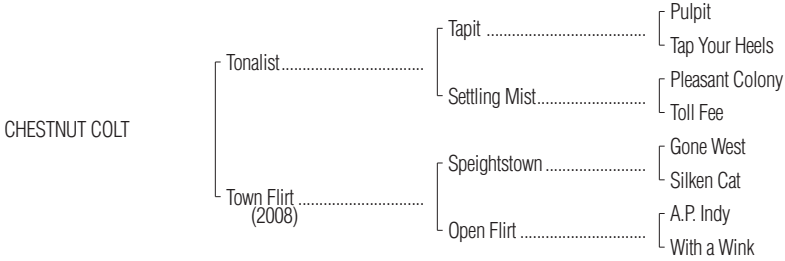 Pulpit
Tapit ........................................
Tap Your Heels
Tonalist....................................
Pleasant Colony
Settling Mist...........................
Toll Fee
CHESTNUT COLT
Gone West
Speightstown .........................
Silken Cat
Town Flirt ...............................
(2008)
A.P. Indy
Open Flirt ...............................
With a Wink